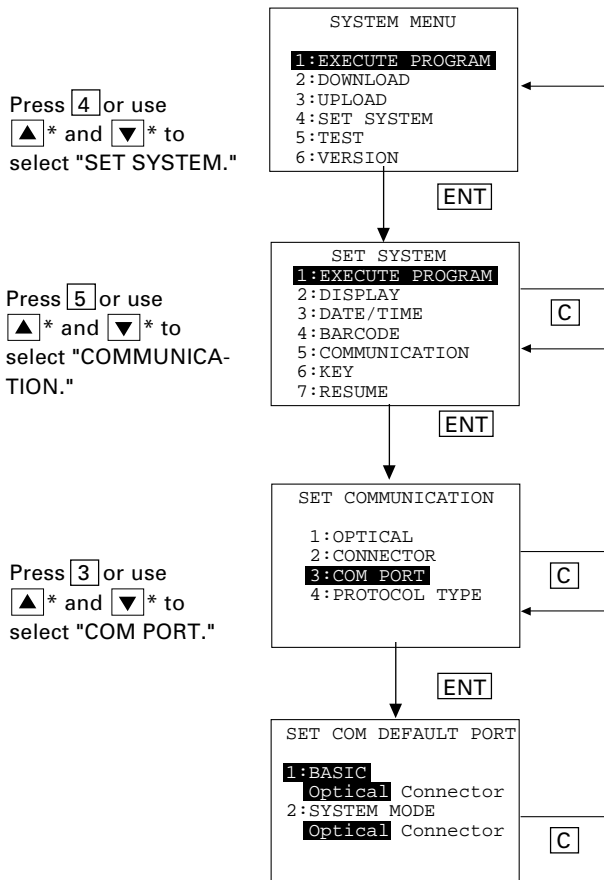 SYSTEM MENU
1:EXECUTE PROGRAM
2:DOWNLOAD
3:UPLOAD
4:SET SYSTEM
5:TEST
6:VERSION
Press 4 or use
▲* and ▼* to
select "SET SYSTEM."
ENT
SET SYSTEM
1:EXECUTE PROGRAM
2:DISPLAY
3:DATE/TIME
4:BARCODE
5:COMMUNICATION
6:KEY
7:RESUME
Press 5 or use
▲* and ▼* to
select "COMMUNICA-
TION."
C
ENT
SET COMMUNICATION
1:OPTICAL
2:CONNECTOR
3:COM PORT
4:PROTOCOL TYPE
Press 3 or use
▲* and ▼* to
select "COM PORT."
C
ENT
SET COM DEFAULT PORT
1:BASIC
Optical Connector
2:SYSTEM MODE
Optical Connector
C